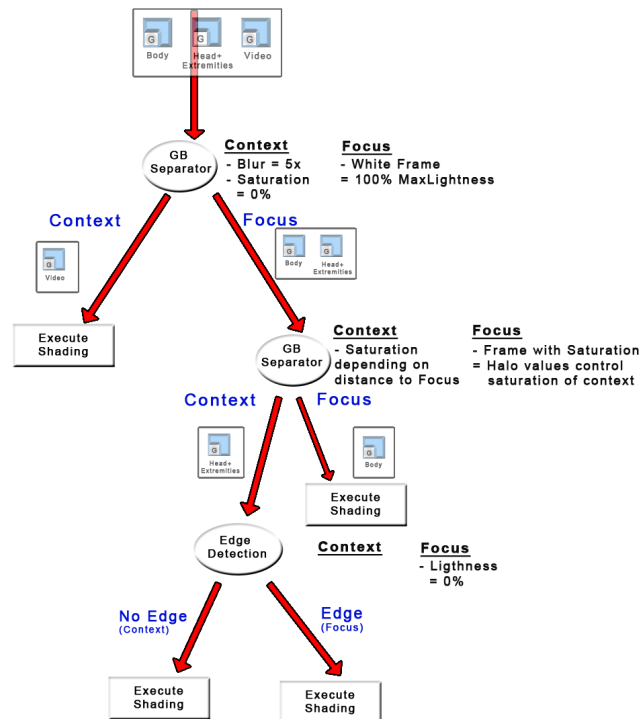 G G G
Body Head+ Video
Extremities
GB
Separator
Context Focus
- Blur = 5x - White Frame
- Saturation = 100% MaxLightness
= 0%
Context Focus
G
Video
G G
Body Head+
Extremities
Execute
Shading
GB
Separator
Context Focus
- Saturation - Frame with Saturation
depending on = Halo values control
distance to Focus saturation of context
Context Focus
G
Head+
Extremities
G
Body
Execute
Shading
Edge
Detection
Context Focus
- Ligthness
= 0%
No Edge Edge
(Context) (Focus)
Execute
Shading
Execute
Shading